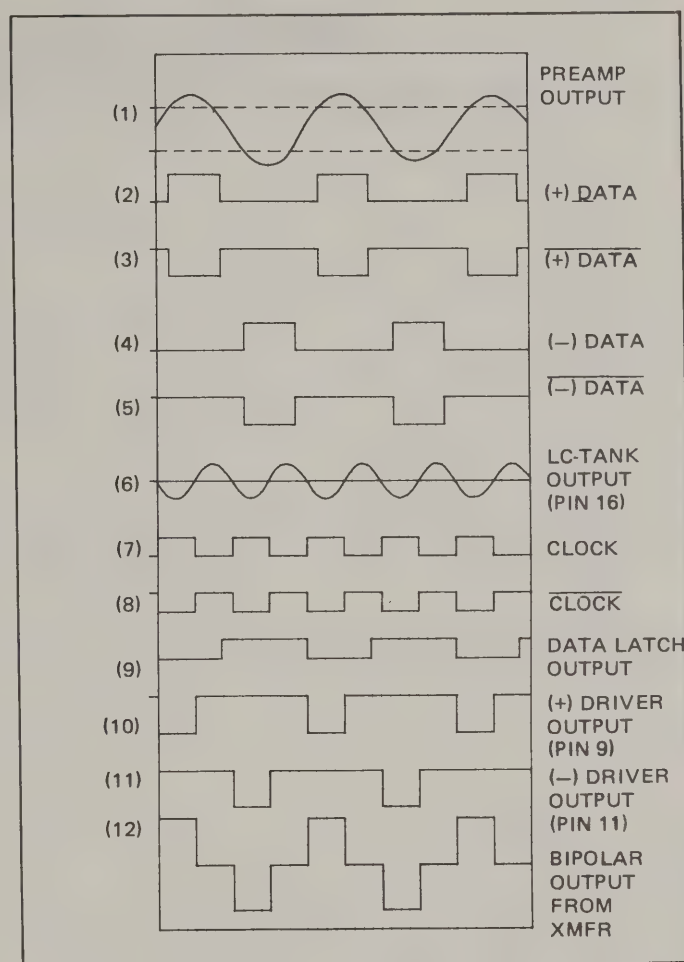 PREAMP
OUTPUT
(1)
(2)
(+) DATA
(3)
(+) DATA
(4)
(−) DATA
(5)
(−) DATA
LC-TANK
(6)
OUTPUT
(PIN 16)
(7)
CLOCK
(8)
CLOCK
(9)
DATA LATCH
OUTPUT
(10)
(+) DRIVER
OUTPUT
(PIN 9)
(11)
(−) DRIVER
OUTPUT
(PIN 11)
(12)
BIPOLAR
OUTPUT
FROM
XMFR